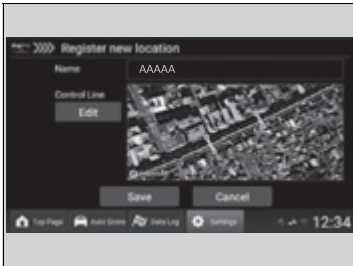 Register new location
Name AAAAA
Control Line
Edit
Save Cancel
Top Page Auto Score Data Log Settings 12:34